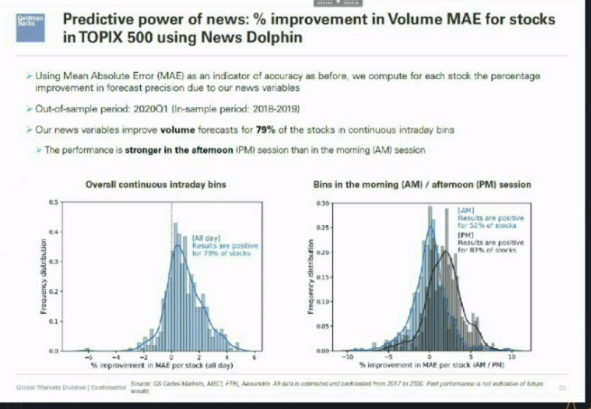 Goldman
Sachs
Predictive power of news: % improvement in Volume MAE for stocks
in TOPIX 500 using News Dolphin
Using Mean Absolute Error (MAE) as an indicator of accuracy as before, we compute for each stock the percentage
improvement in forecast precision due to our news variables
Out-of-sample period: 2020Q1 (In-sample period: 2018-2019)
Our news variables improve volume forecasts for 79% of the stocks in continuous intraday bins
The performance is stronger in the afternoon (PM) session than in the morning (AM) session
Overall continuous intraday bins
Frequency distribution
0.5
0.4
0.3
0.2
0.1
0.0
[All day]
Results are positive
for 79% of stocks
-6 -4 -2 0 2 4 6
% improvement in MAE per stock (all day)
Bins in the morning (AM) / afternoon (PM) session
Frequency distribution
0.30
0.25
0.20
0.15
0.10
0.05
0.00
[AM]
Results are positive
for 52% of stocks
[PM]
Results are positive
for 83% of stocks
-10 -5 0 5 10
% improvement in MAE per stock (AM / PM)
Global Markets Division | Confidential
Source: GS Global Markets, MSCI, FTRI, Alexandria. All data is estimated and backtested from 2017 to 2020. Past performance is not indicative of future
results.
25